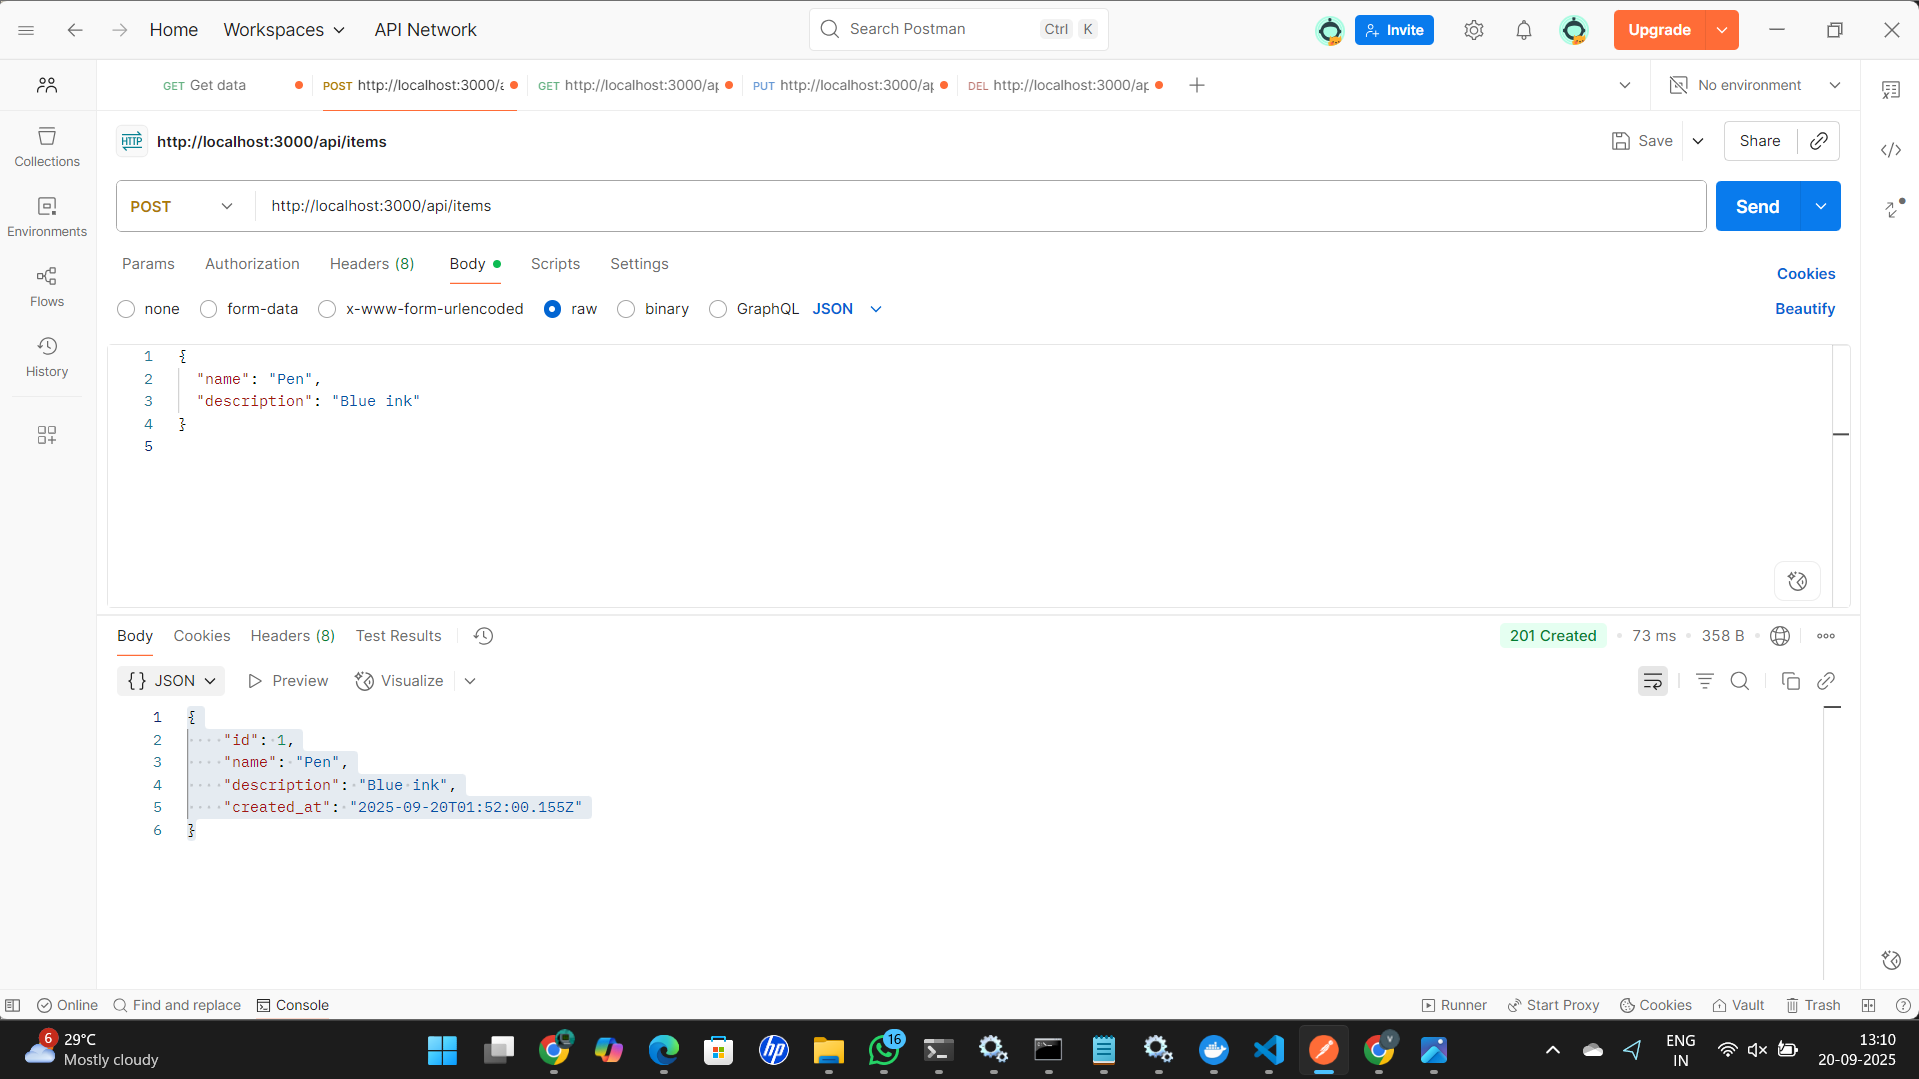 Home Workspaces API Network Search Postman Ctrl K Invite Upgrade
GET Get data POST http://localhost:3000/a GET http://localhost:3000/ap PUT http://localhost:3000/ap DEL http://localhost:3000/ap No environment
HTTP http://localhost:3000/api/items Save Share
POST http://localhost:3000/api/items Send
Params Authorization Headers (8) Body Scripts Settings Cookies
none form-data x-www-form-urlencoded raw binary GraphQL JSON Beautify
Collections
Environments
Flows
History
1 {
2 "name": "Pen",
3 "description": "Blue ink"
4 }
5
Body Cookies Headers (8) Test Results 201 Created 73 ms 358 B
{} JSON Preview Visualize
1 {
2 "id": 1,
3 "name": "Pen",
4 "description": "Blue ink",
5 "created_at": "2025-09-20T01:52:00.155Z"
6 }
Online Find and replace Console Runner Start Proxy Cookies Vault Trash
6 29°C
Mostly cloudy
hp
16
V
ENG
IN
13:10
20-09-2025